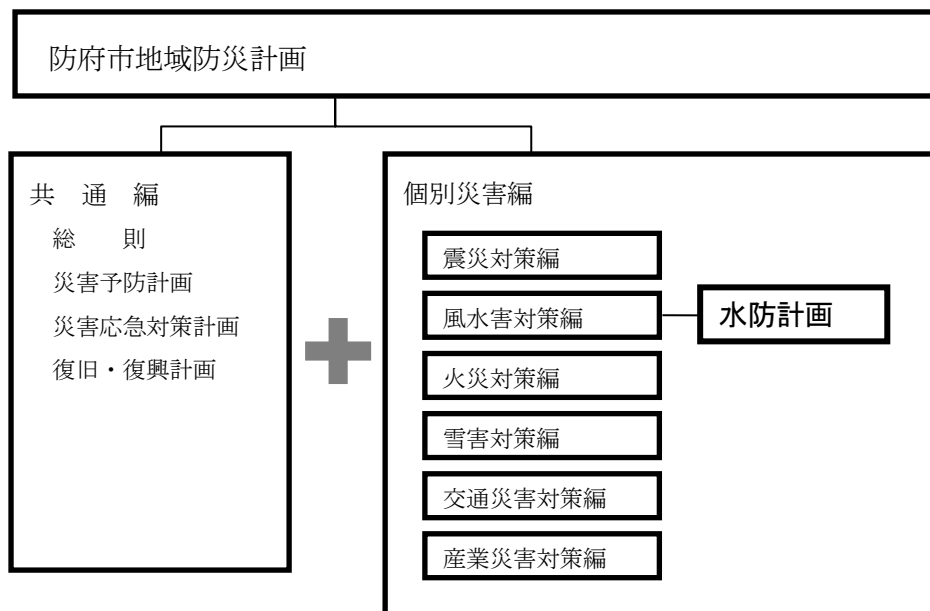 防府市地域防災計画
共　通　編
総　　則
災害予防計画
災害応急対策計画
復旧・復興計画
個別災害編
震災対策編
風水害対策編
水防計画
火災対策編
雪害対策編
交通災害対策編
産業災害対策編